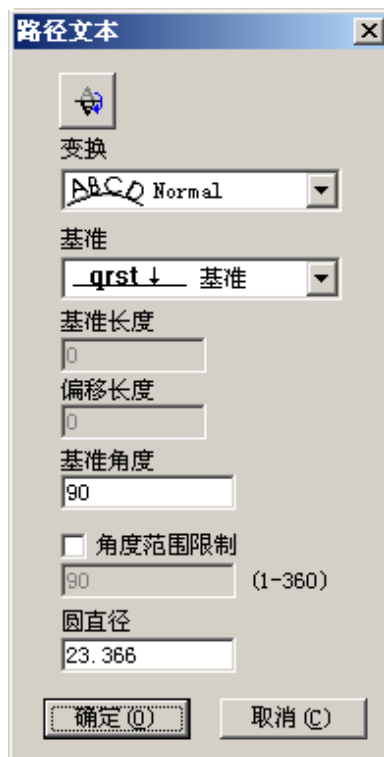 路径文本
变换
ABCD Normal
基准
qrst ↓ 基准
基准长度
0
偏移长度
0
基准角度
90
角度范围限制
90 (1-360)
圆直径
23.366
确定(O) 取消(C)